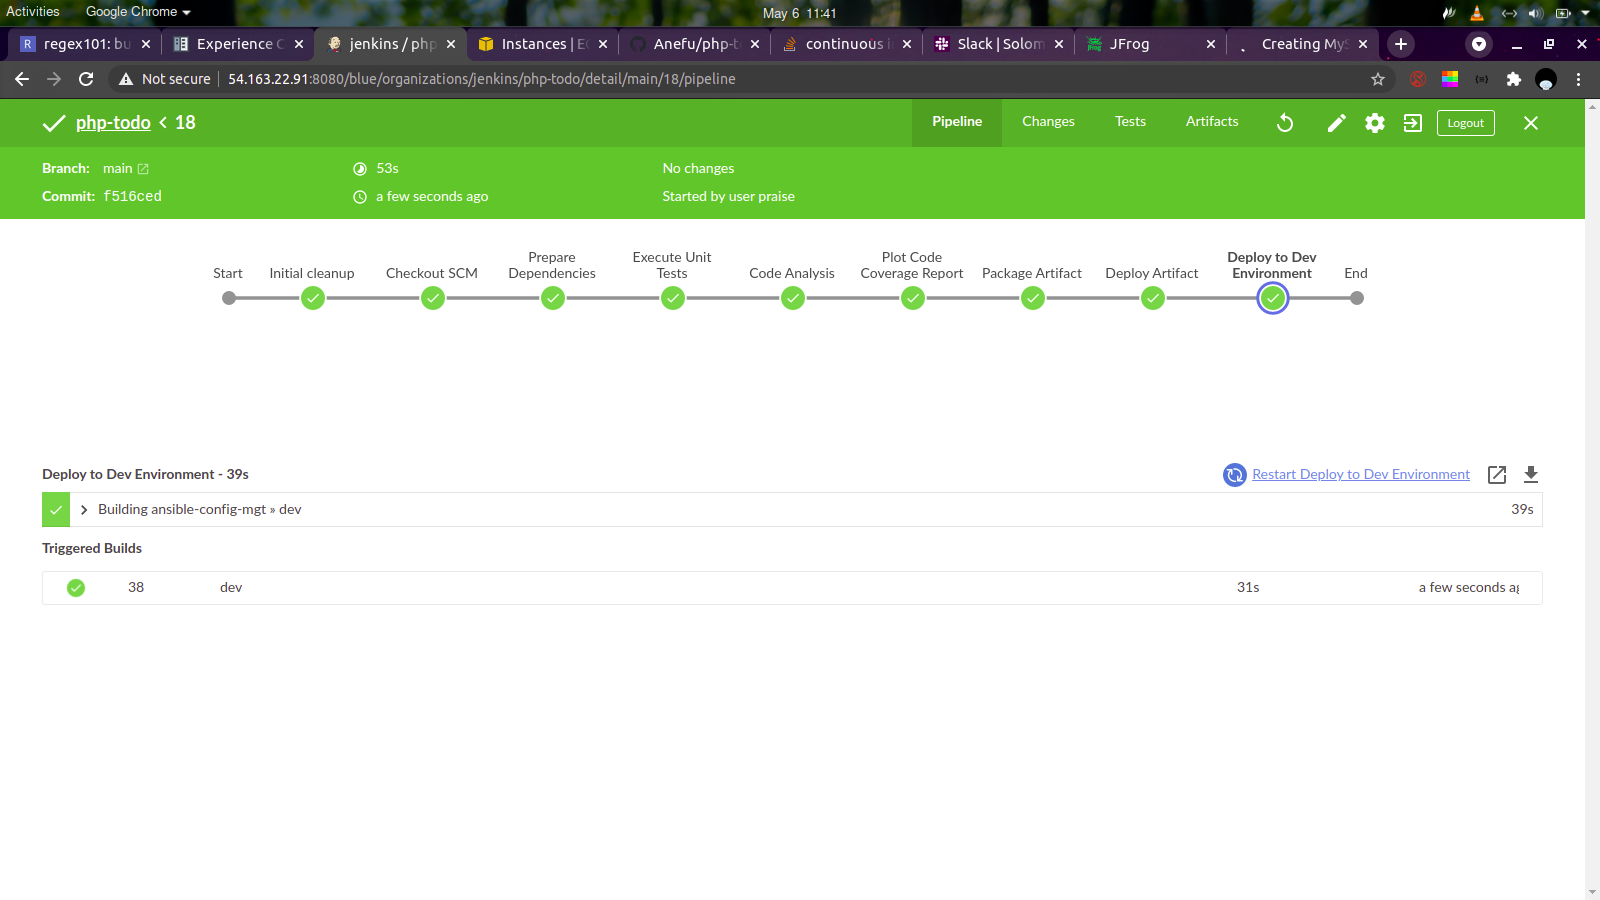 Activities Google Chrome May 6 11:41
regex101: bu Experience C jenkins / php Instances | EC Anefu/php-t continuous i Slack | Solom JFrog Creating MyS
Not secure 54.163.22.91:8080/blue/organizations/jenkins/php-todo/detail/main/18/pipeline
php-todo < 18 Pipeline Changes Tests Artifacts Logout
Branch: main 53s No changes
Commit: f516ced a few seconds ago Started by user praise
Start Initial cleanup Checkout SCM Prepare Dependencies Execute Unit Tests Code Analysis Plot Code Coverage Report Package Artifact Deploy Artifact Deploy to Dev Environment End
Deploy to Dev Environment - 39s Restart Deploy to Dev Environment
Building ansible-config-mgt » dev 39s
Triggered Builds
38 dev 31s a few seconds ag